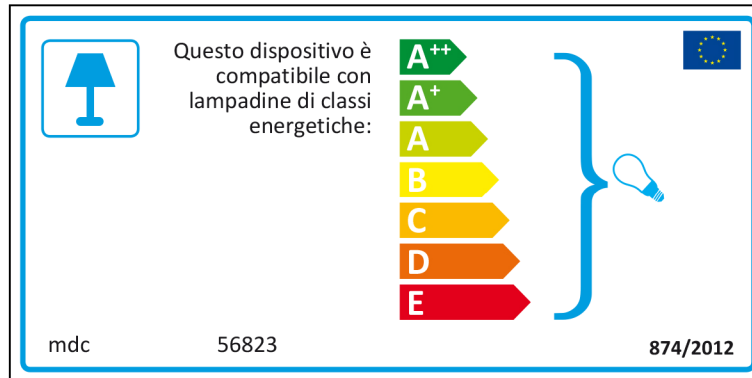 Questo dispositivo è
compatibile con
lampadine di classi
energetiche:
A++
A+
A
B
C
D
E
mdc 56823 874/2012